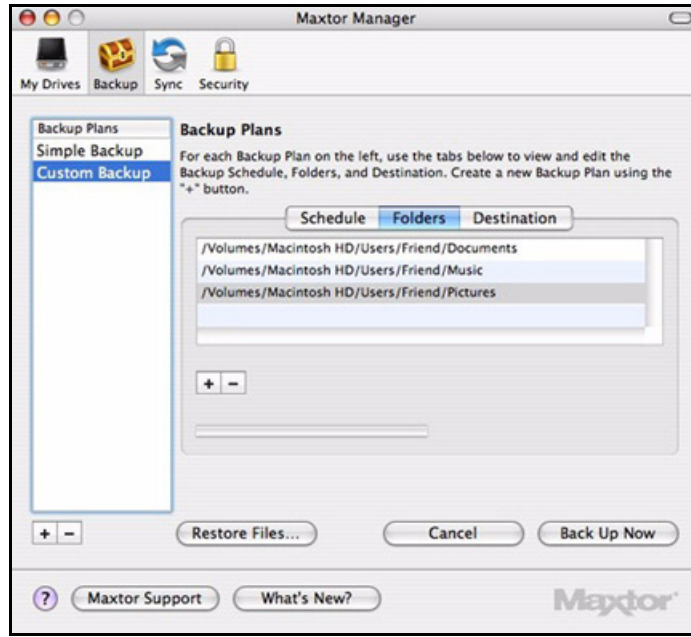 Maxtor Manager
My Drives Backup Sync Security
Backup Plans
Simple Backup
Custom Backup
Backup Plans
For each Backup Plan on the left, use the tabs below to view and edit the
Backup Schedule, Folders, and Destination. Create a new Backup Plan using the
"+" button.
Schedule Folders Destination
/Volumes/Macintosh HD/Users/Friend/Documents
/Volumes/Macintosh HD/Users/Friend/Music
/Volumes/Macintosh HD/Users/Friend/Pictures
+ -
+ -
Restore Files... Cancel Back Up Now
? Maxtor Support What's New? Maxtor